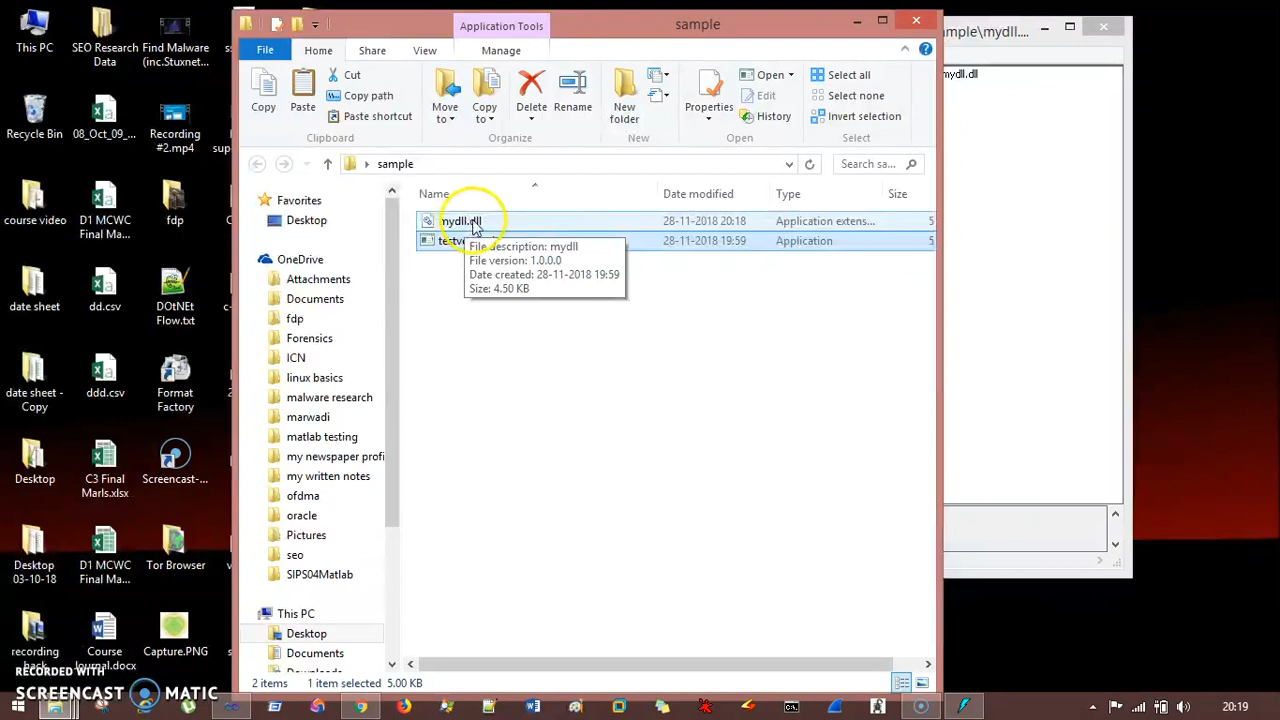 This PC
SEO Research
Data
Find Malware
(inc.Stuxnet...
Recycle Bin
08_Oct_09_...
Recording
#2.mp4
course video
D1 MCWC
Final Mar...
fdp
date sheet
dd.csv
DOtNEt
Flow.txt
date sheet -
Copy
ddd.csv
Format
Factory
Desktop
C3 Final
Marls.xlsx
Screencast-...
Desktop
03-10-18
D1 MCWC
Final Ma...
Tor Browser
recording
back
Course
Journal.docx
Capture.PNG
RECORDED WITH
SCREENCAST MATIC
Application Tools
sample
File
Home
Share
View
Manage
Copy
Paste
Cut
Copy path
Paste shortcut
Clipboard
Move
to
Copy
to
Delete
Rename
Organize
New
folder
New
Properties
Open
Edit
History
Open
Select all
Select none
Invert selection
Select
sample
Search sa...
Name
Date modified
Type
Size
mydll.dll
28-11-2018 20:18
Application extens...
5
28-11-2018 19:59
Application
5
File description: mydll
File version: 1.0.0.0
Date created: 28-11-2018 19:59
Size: 4.50 KB
Favorites
Desktop
OneDrive
Attachments
Documents
fdp
Forensics
ICN
linux basics
malware research
marwadi
matlab testing
my newspaper profi
my written notes
ofdma
oracle
Pictures
seo
SIPS04Matlab
This PC
Desktop
Documents
2 items
1 item selected 5.00 KB
ample\mydll....
mydll.dll
20:19